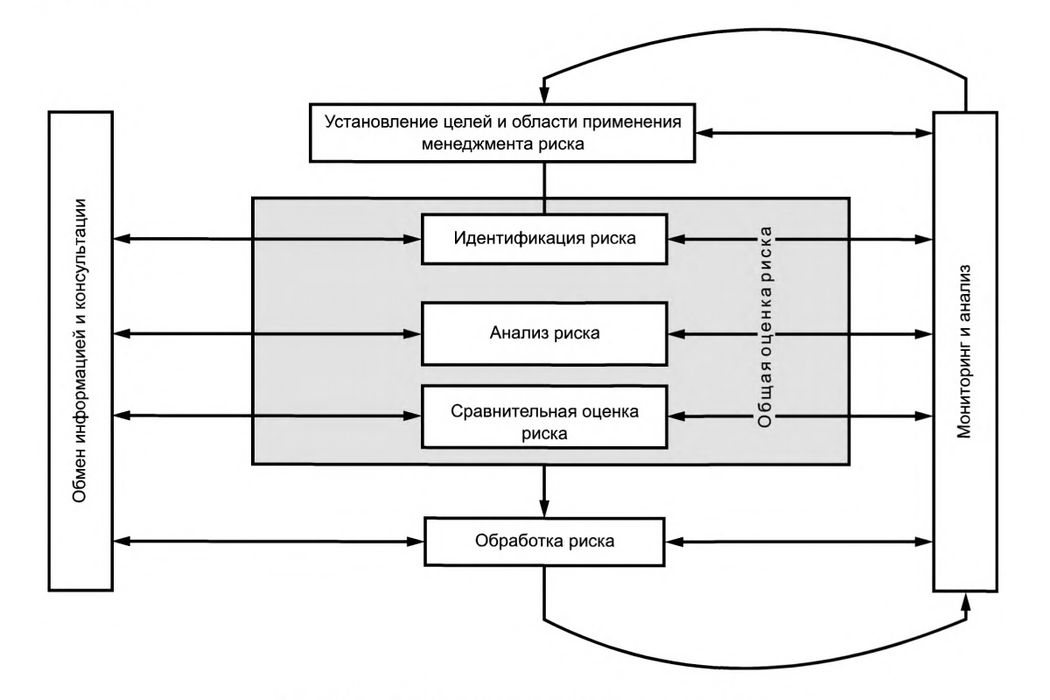 Установление целей и области применения
менеджмента риска
Обмен информацией и консультации
Идентификация риска
Анализ риска
Сравнительная оценка
риска
Общая оценка риска
Мониторинг и анализ
Обработка риска